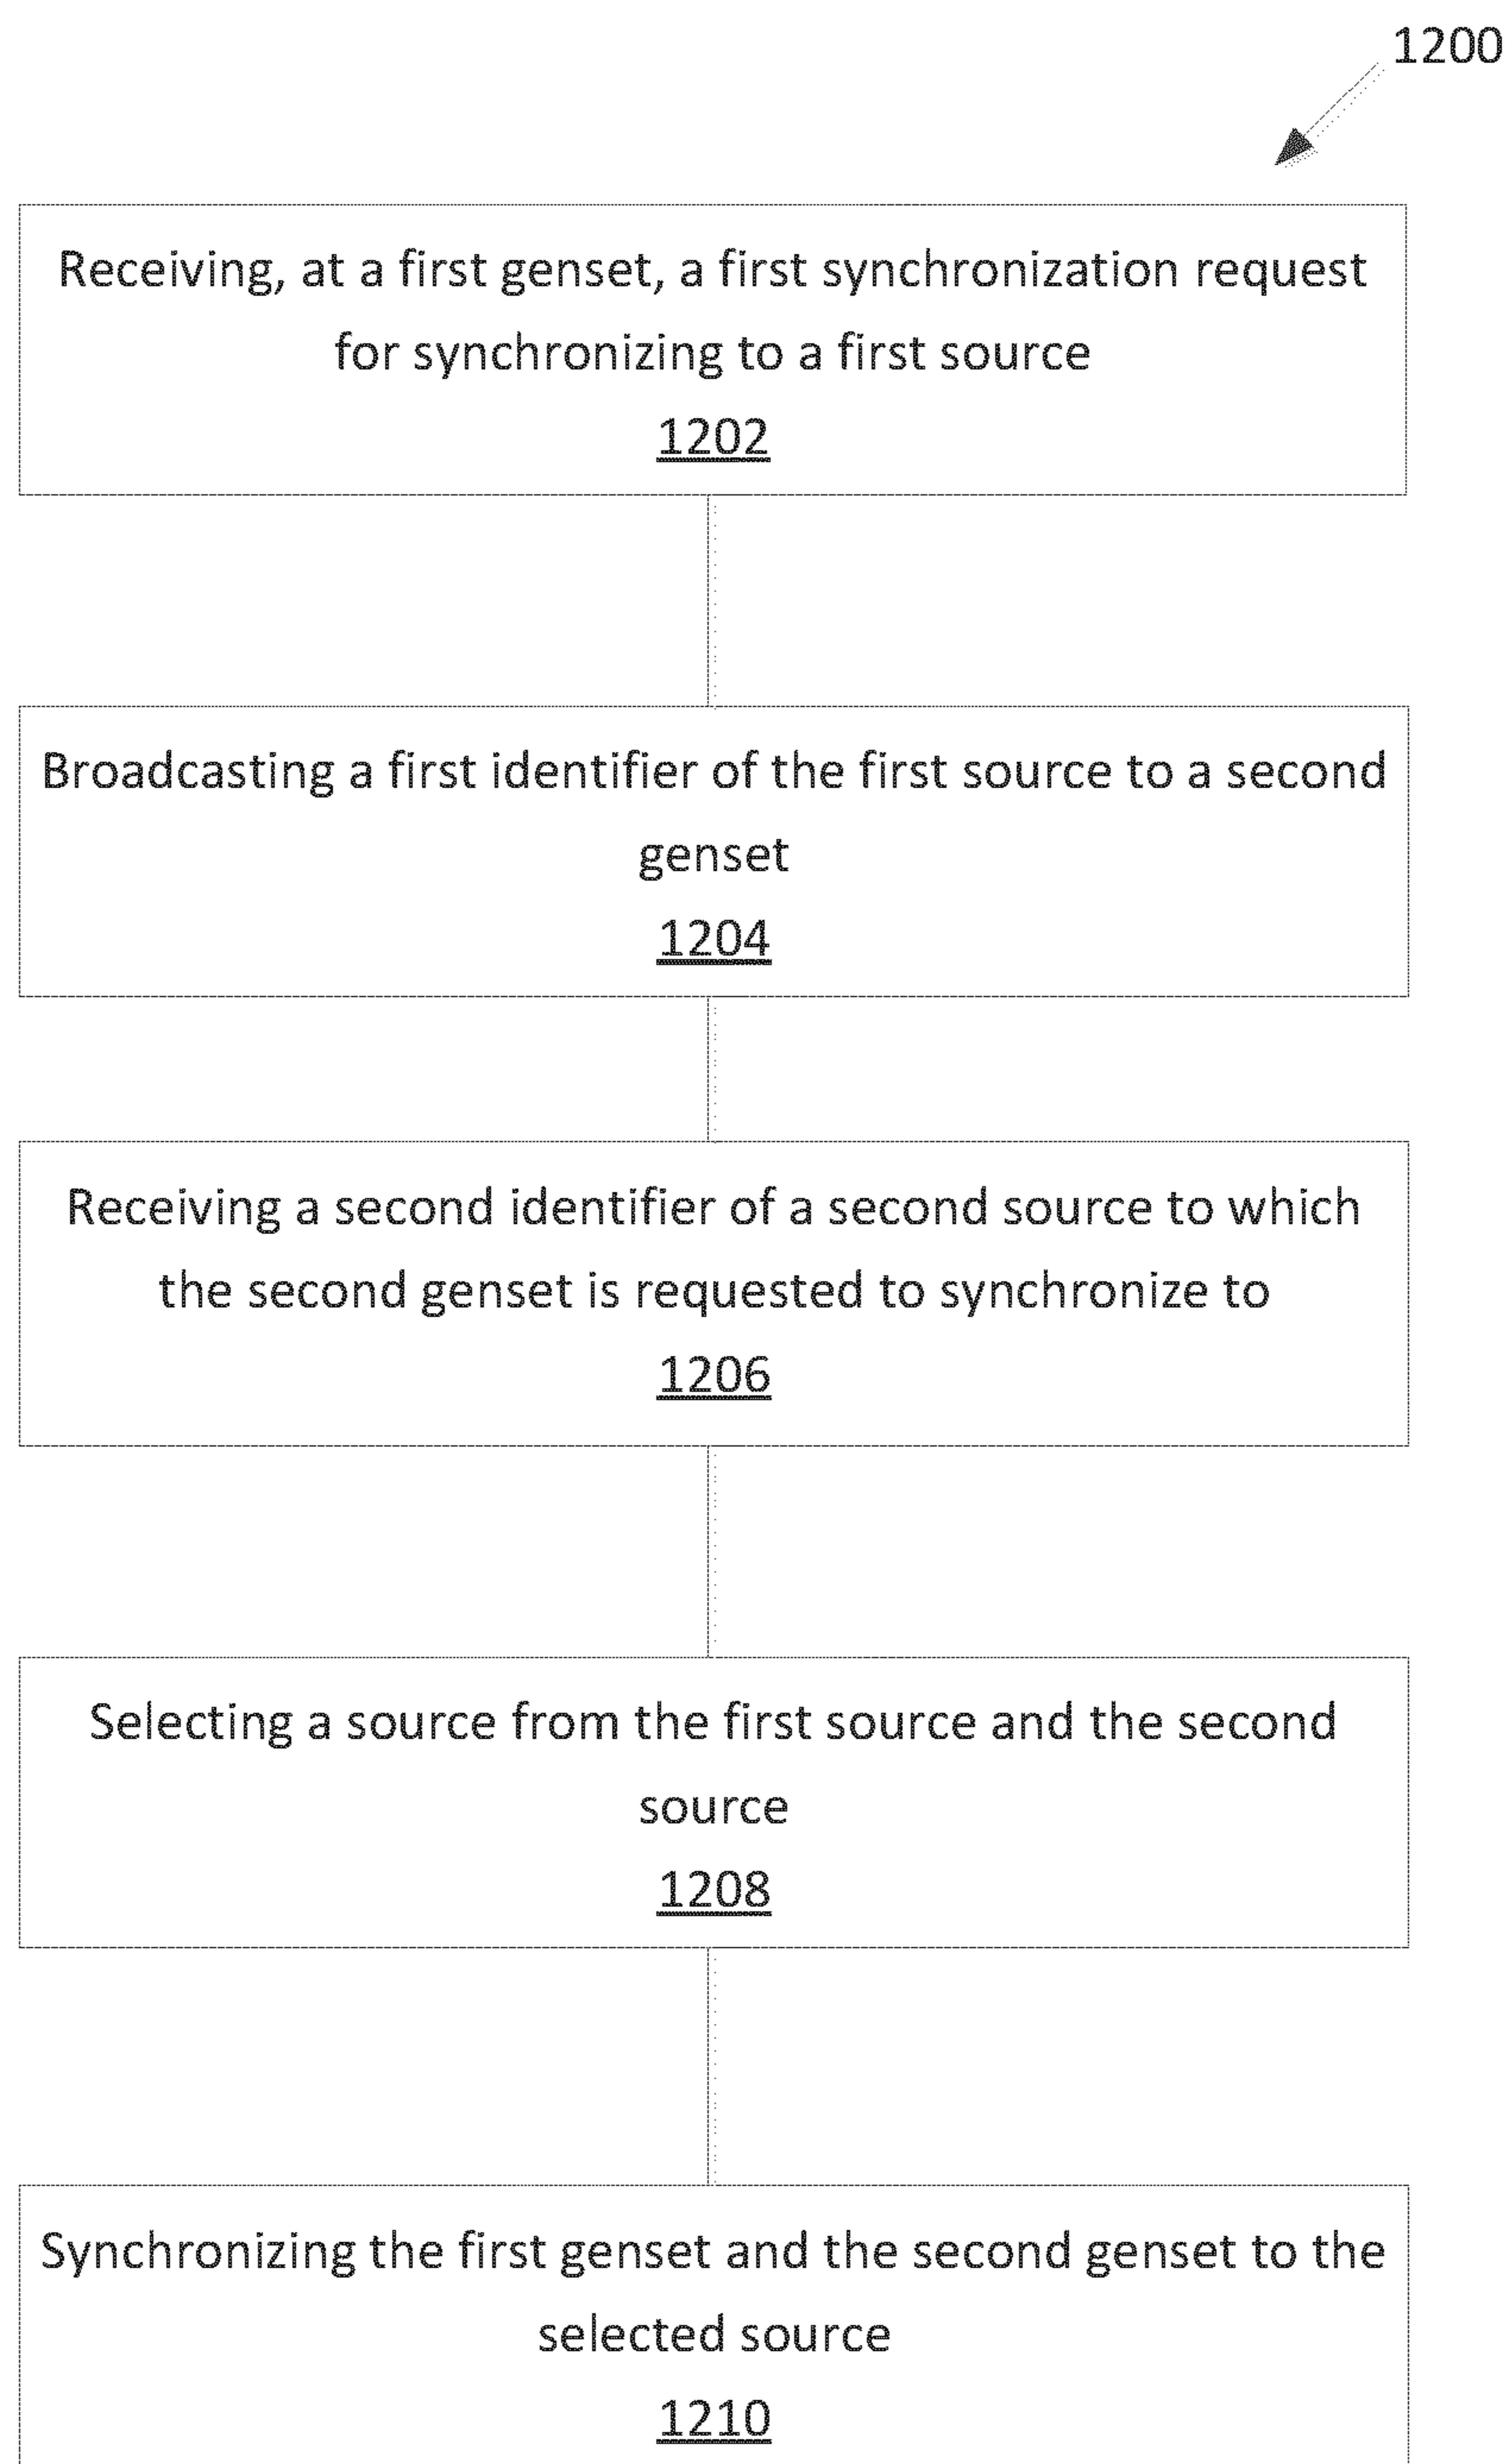 1200
Receiving, at a first genset, a first synchronization request
for synchronizing to a first source
1202
Broadcasting a first identifier of the first source to a second
genset
1204
Receiving a second identifier of a second source to which
the second genset is requested to synchronize to
1206
Selecting a source from the first source and the second
source
1208
Synchronizing the first genset and the second genset to the
selected source
1210